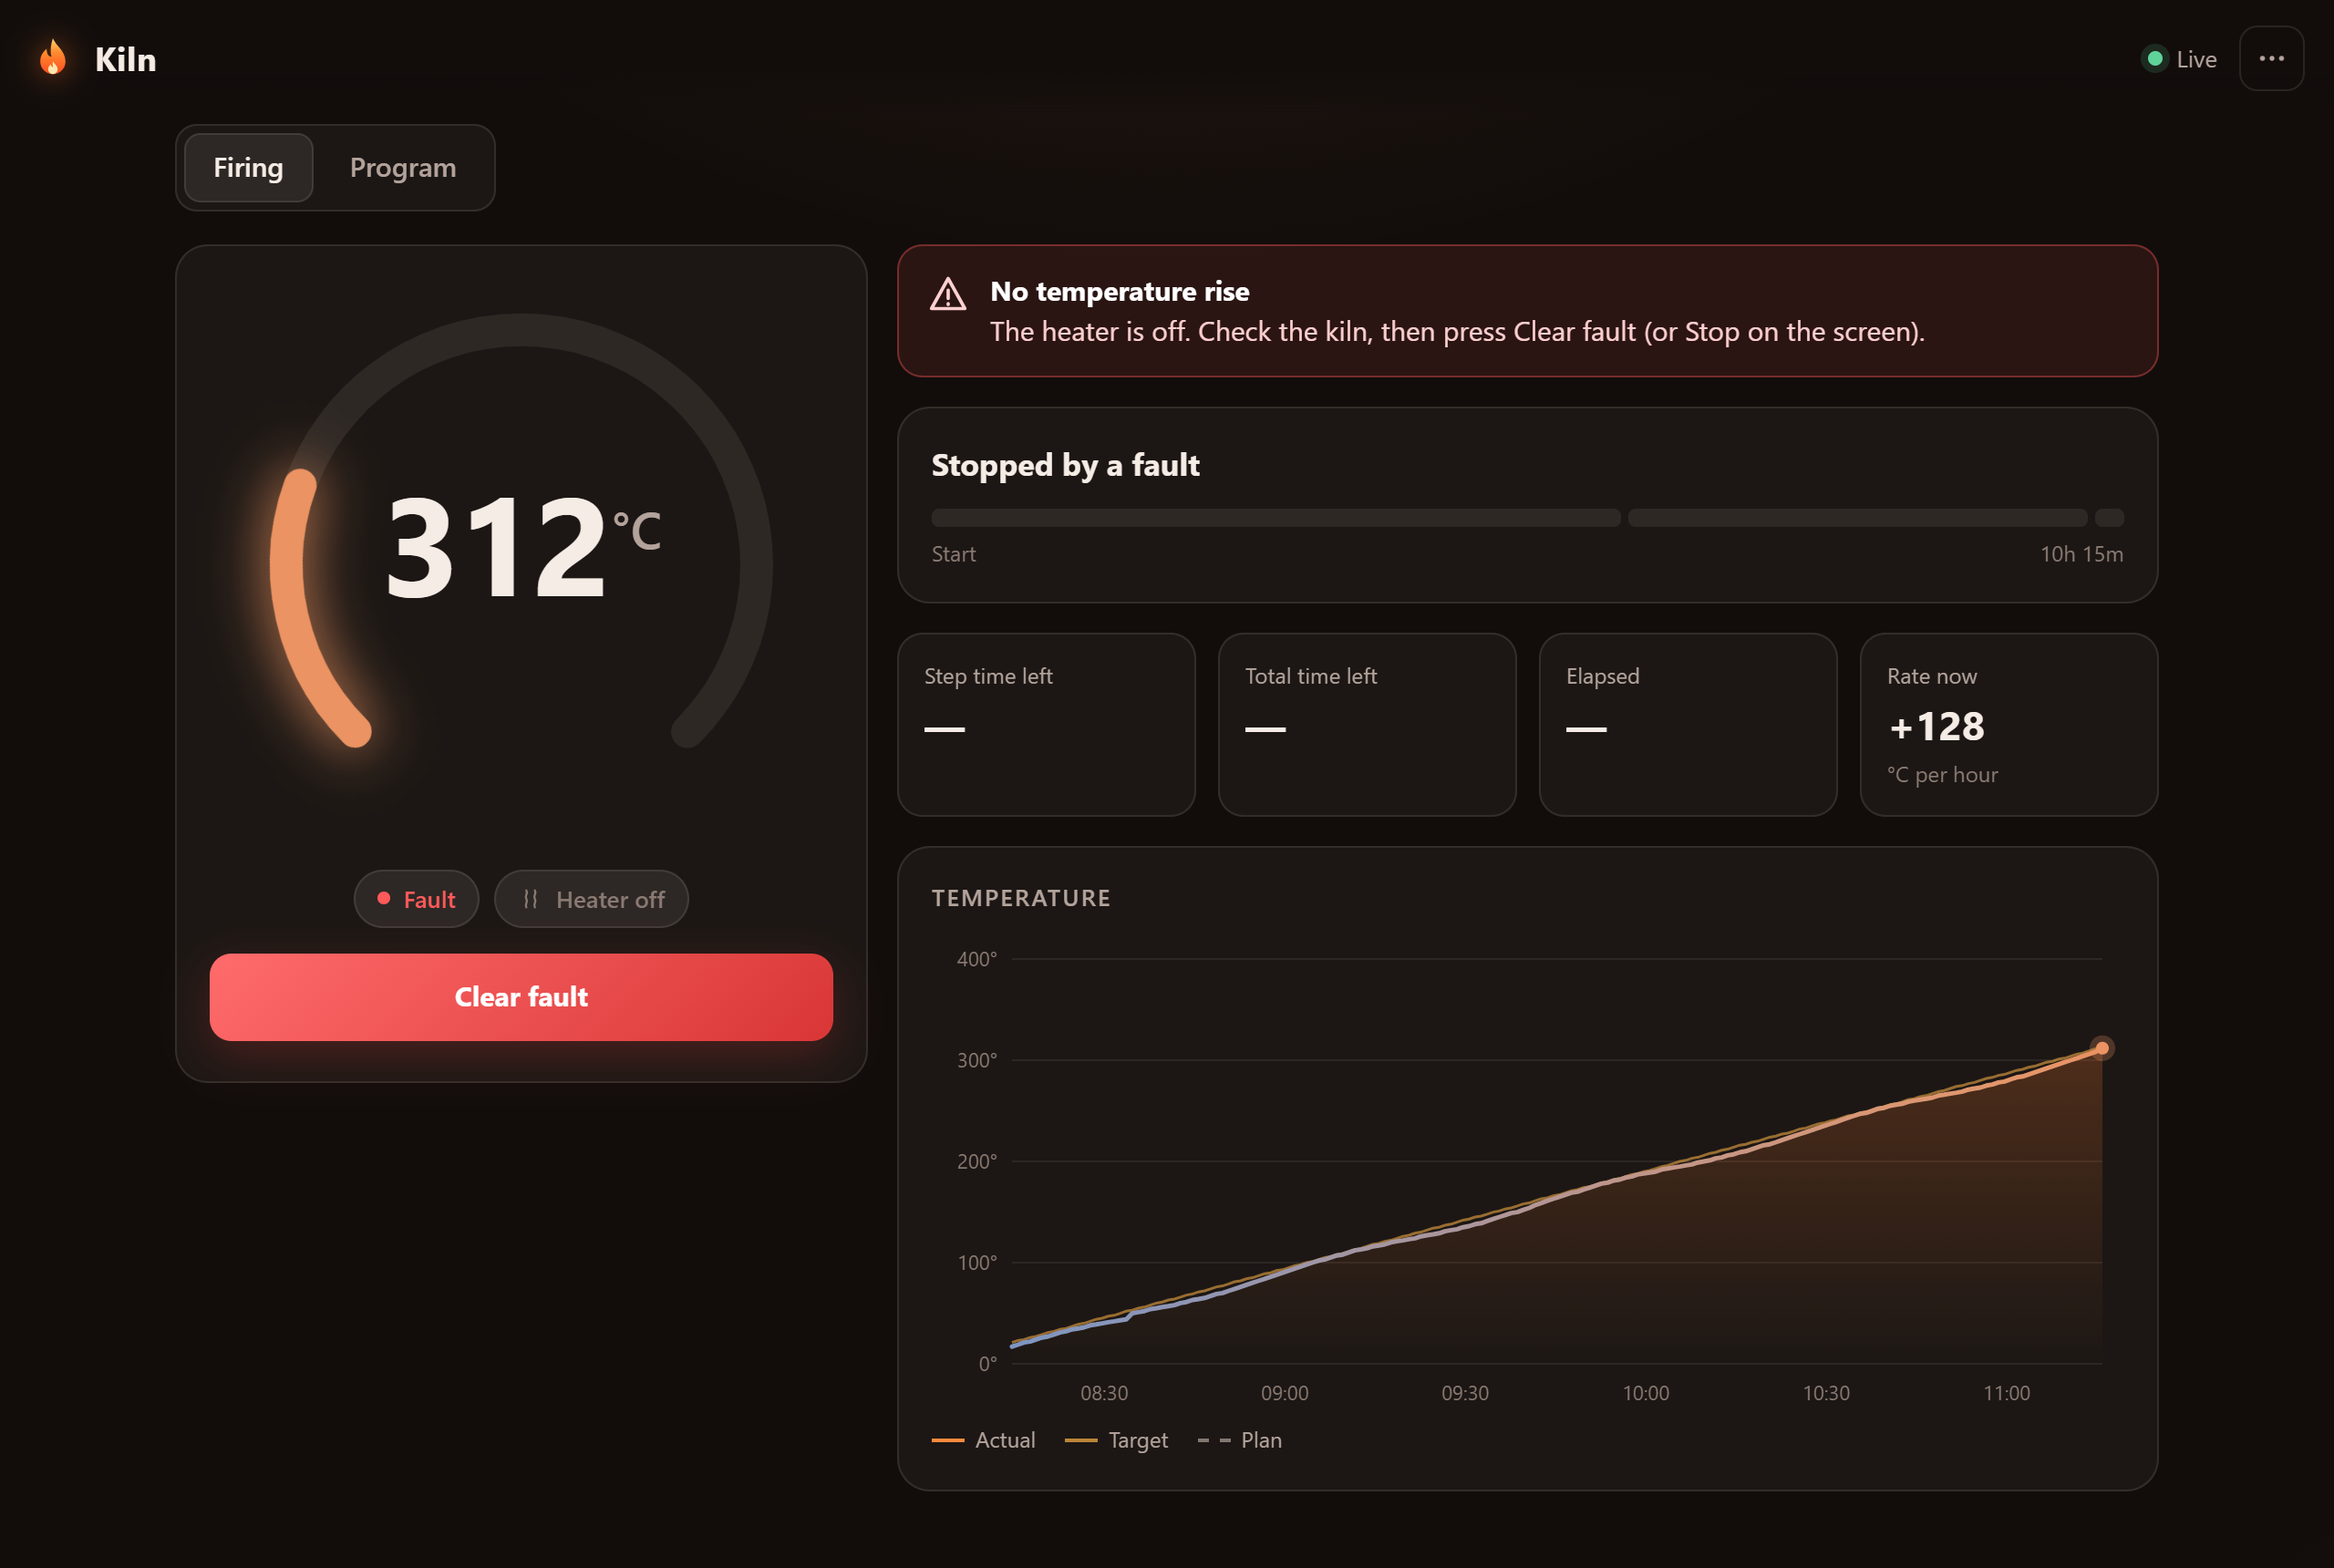 Kiln
Live
Firing
Program
312°C
Fault
Heater off
Clear fault
No temperature rise
The heater is off. Check the kiln, then press Clear fault (or Stop on the screen).
Stopped by a fault
Start
10h 15m
Step time left
—
Total time left
—
Elapsed
—
Rate now
+128
°C per hour
TEMPERATURE
400°
300°
200°
100°
0°
08:30
09:00
09:30
10:00
10:30
11:00
Actual
Target
Plan